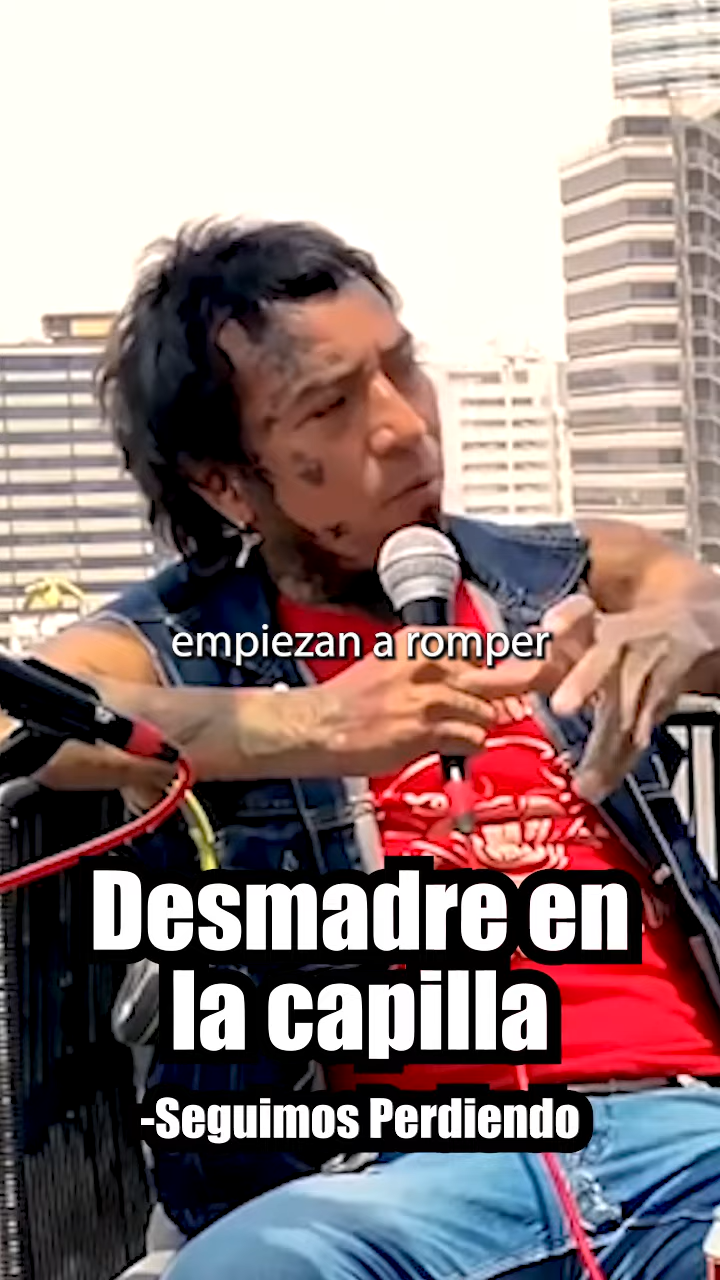 empiezan a romper
Desmadre en
la capilla
-Seguimos Perdiendo